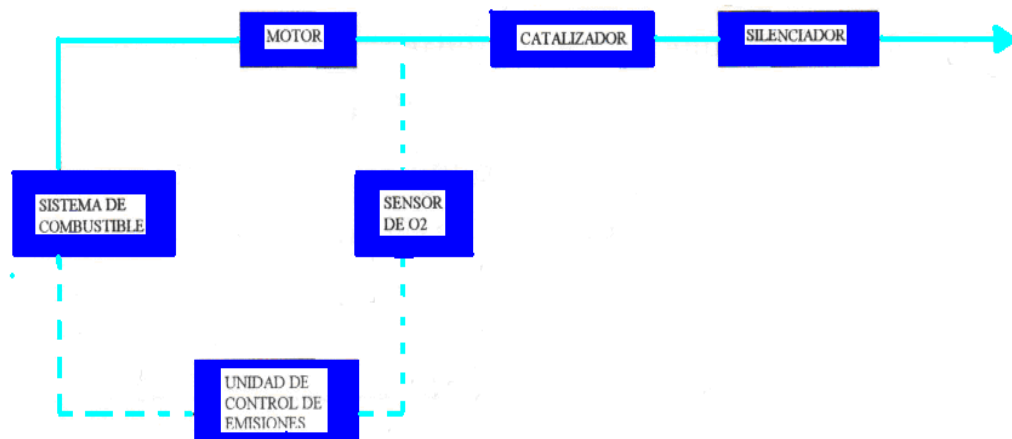 MOTOR
CATALIZADOR
SILENCIADOR
SISTEMA DE
COMBUSTIBLE
SENSOR
DE O2
UNIDAD DE
CONTROL DE
EMISIONES